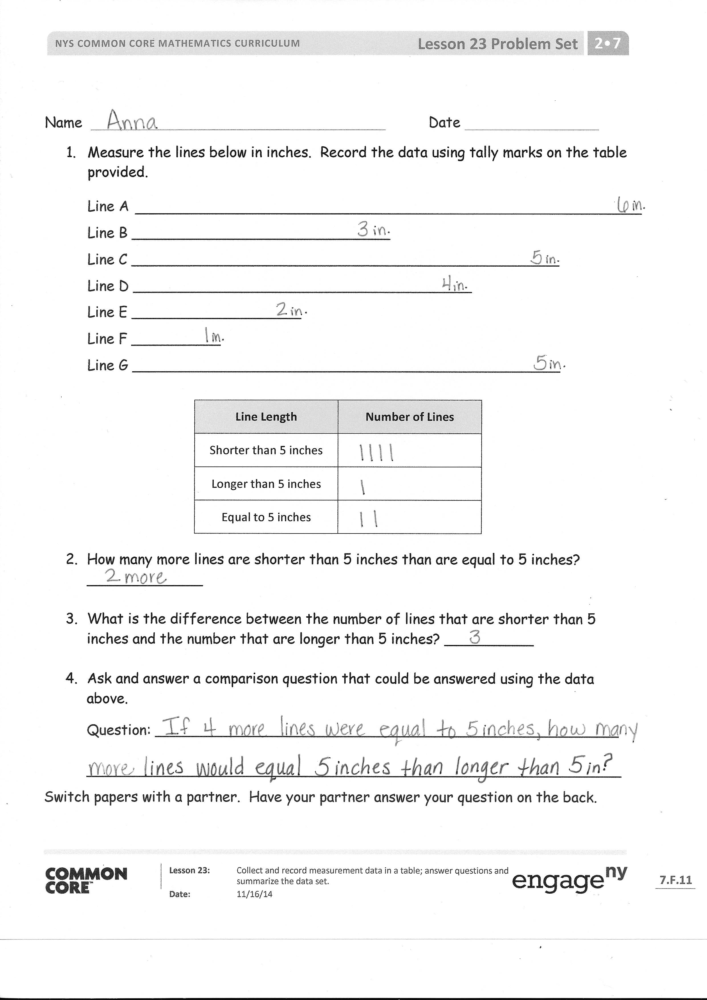 NYS COMMON CORE MATHEMATICS CURRICULUM Lesson 23 Problem Set 2•7
Name Anna Date
1. Measure the lines below in inches. Record the data using tally marks on the table
provided.
Line A 6 in.
Line B 3 in.
Line C 5 in.
Line D 4 in.
Line E 2 in.
Line F 1 in.
Line G 5 in.
Line Length Number of Lines
Shorter than 5 inches ||||
Longer than 5 inches |
Equal to 5 inches ||
2. How many more lines are shorter than 5 inches than are equal to 5 inches?
2 more
3. What is the difference between the number of lines that are shorter than 5
inches and the number that are longer than 5 inches? 3
4. Ask and answer a comparison question that could be answered using the data
above.
Question: If 4 more lines were equal to 5 inches, how many
more lines would equal 5 inches than longer than 5 in?
Switch papers with a partner. Have your partner answer your question on the back.
COMMON
CORE™
Lesson 23: Collect and record measurement data in a table; answer questions and
summarize the data set.
Date: 11/16/14
engageny
7.F.11